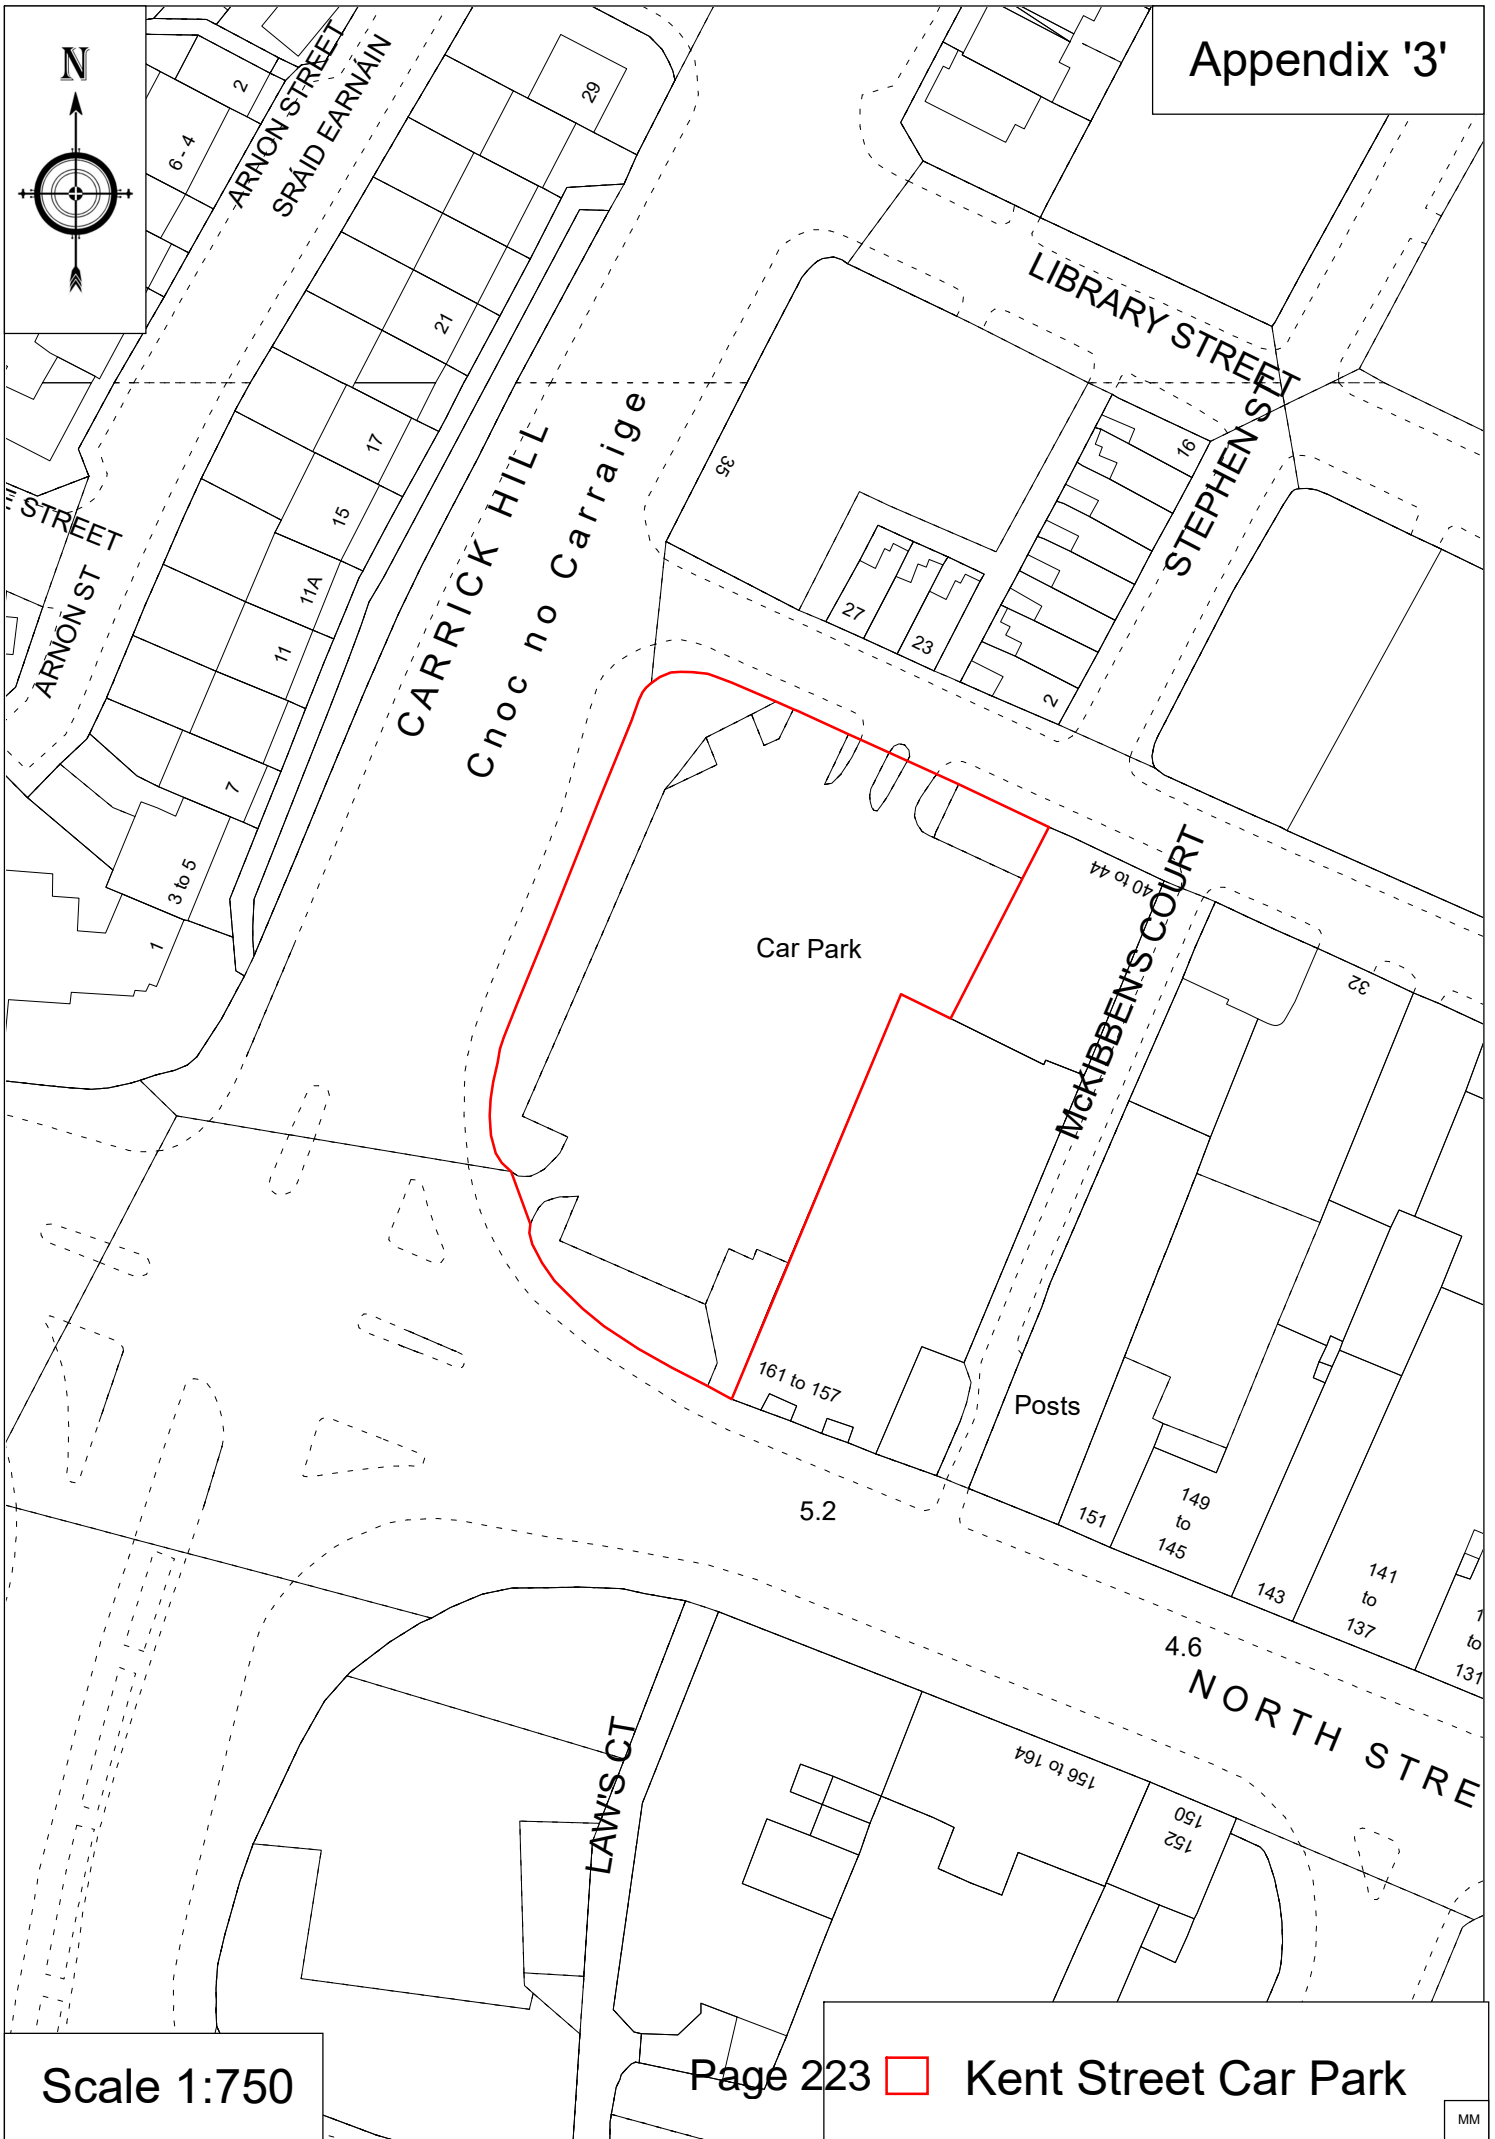 Appendix '3'
N
2
6 - 4
ARNON STREET
SRÁID EARNÁIN
29
21
17
15
11A
11
7
3 to 5
1
STREET
ARNON ST
CARRICK HILL
Cnoc no Carraige
35
LIBRARY STREET
STEPHEN ST
16
27
23
2
40 to 44
McKIBBEN'S COURT
32
Car Park
161 to 157
Posts
5.2
151
149
to
145
143
141
to
137
to
131
4.6
NORTH STRE
156 to 164
150
152
LAW'S CT
Scale 1:750
Page 223
Kent Street Car Park
MM